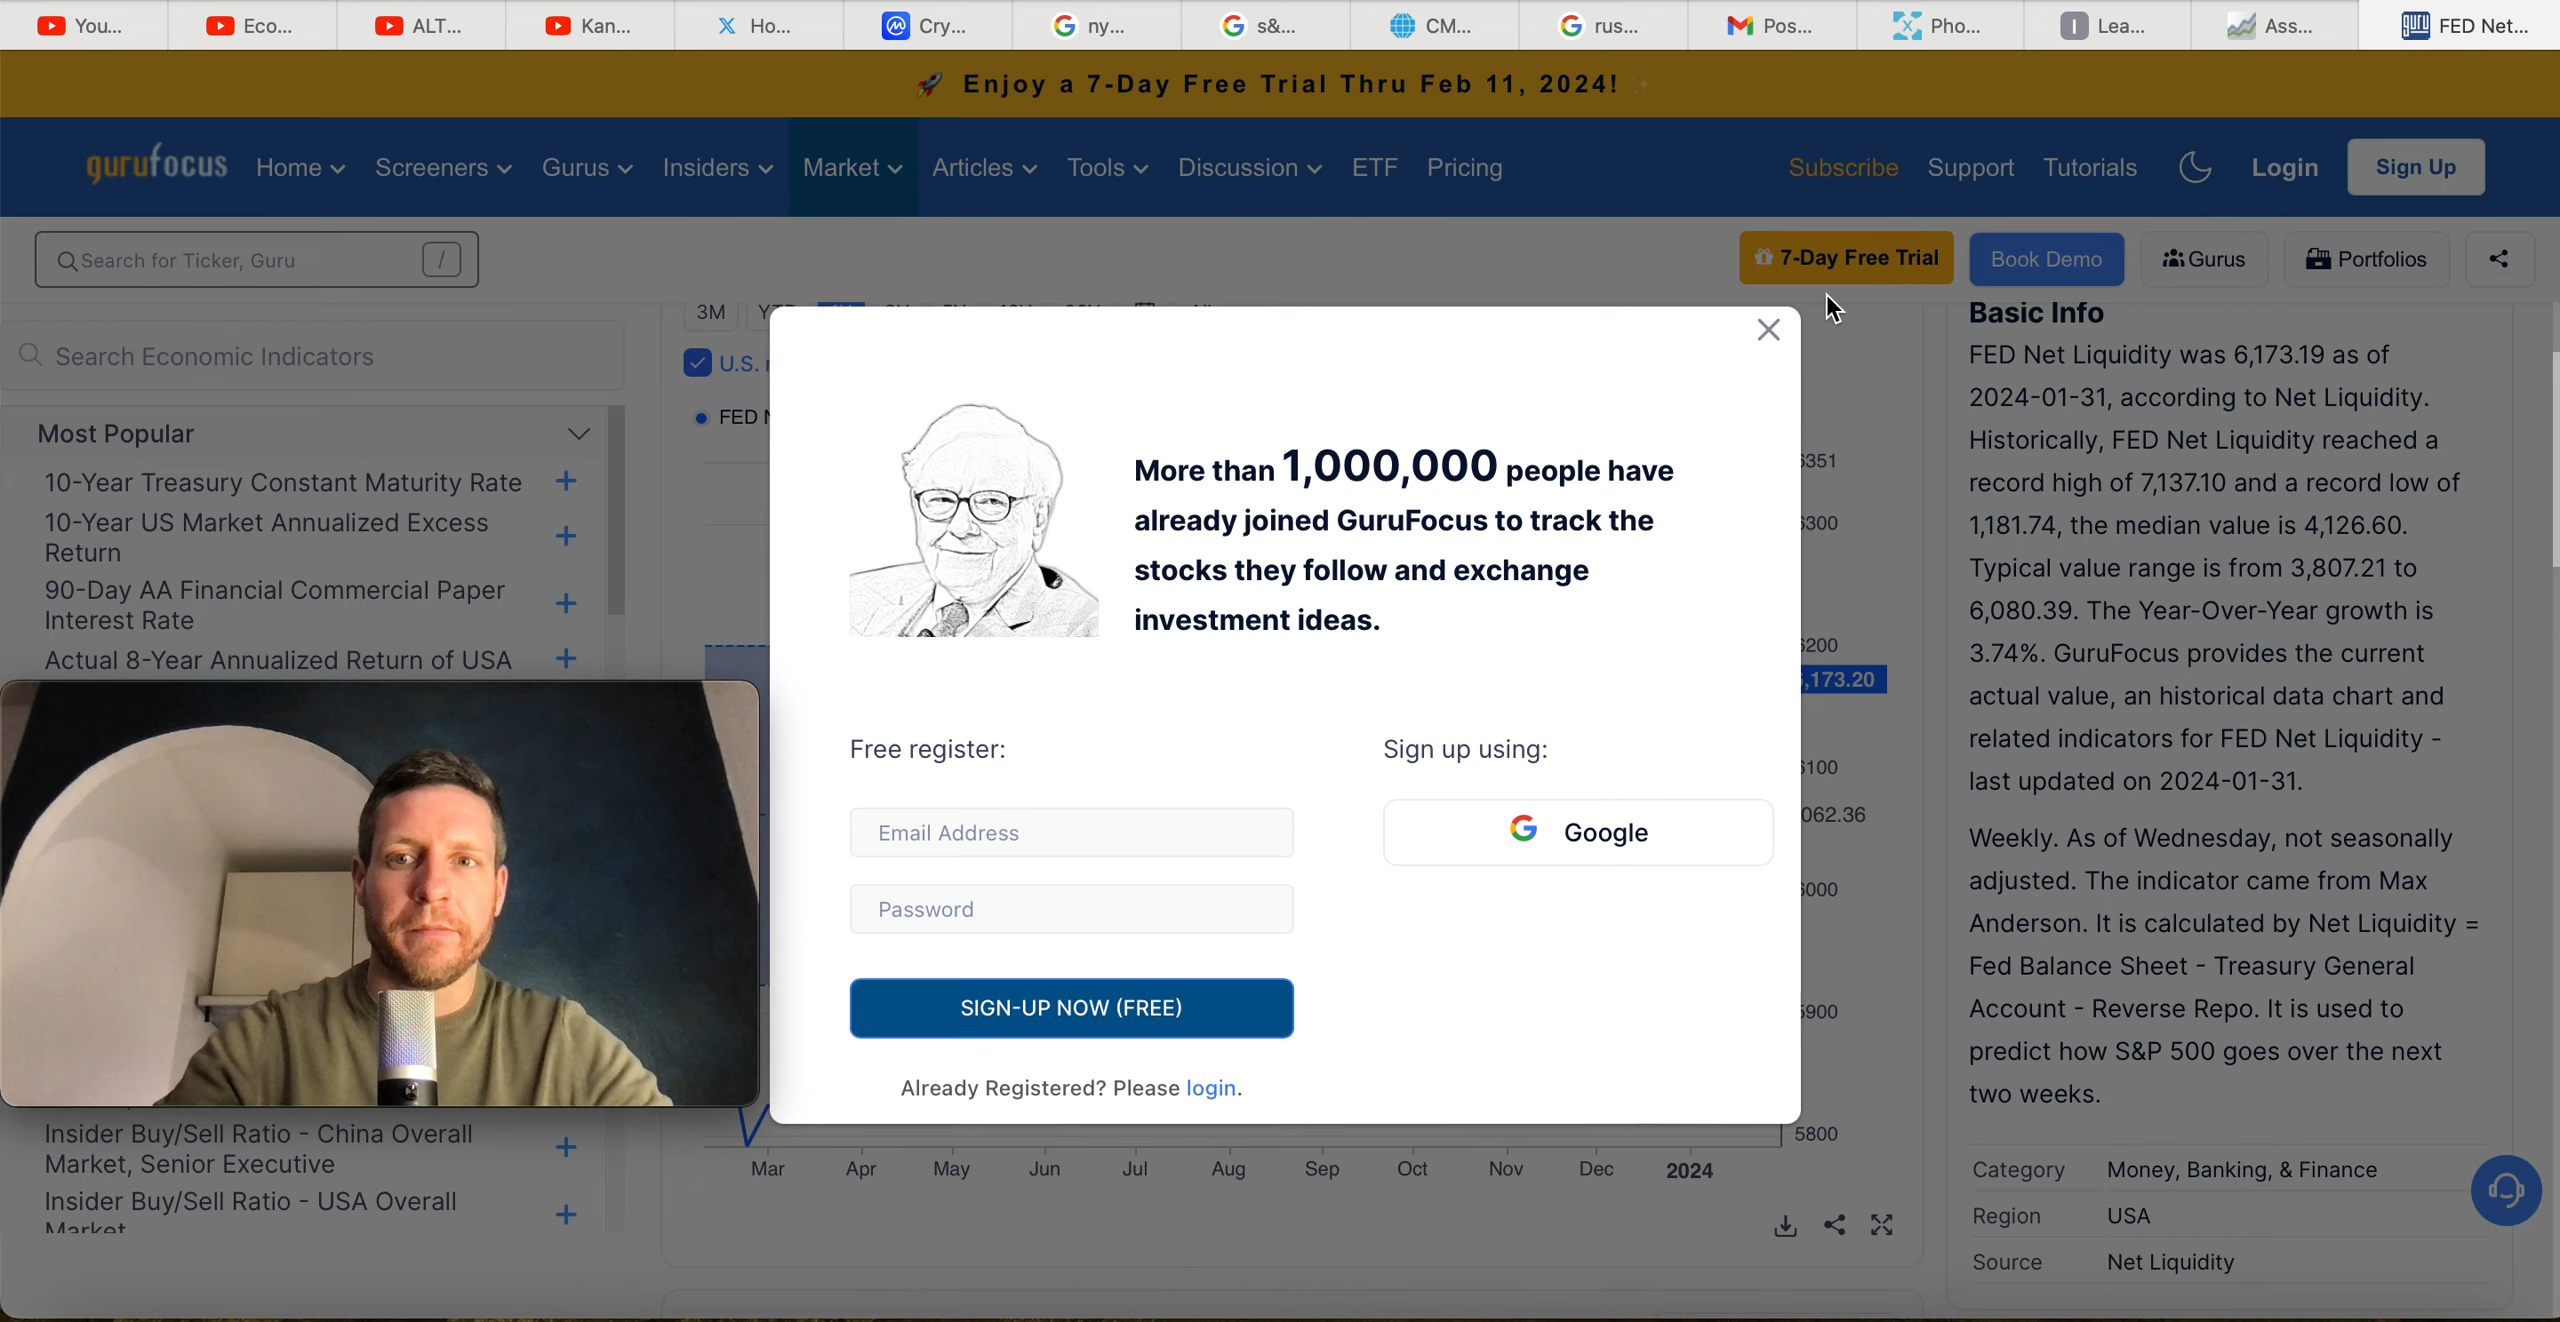 You...
Eco...
ALT...
Kan...
Ho...
Cry...
ny...
s&...
CM...
rus...
Pos...
Pho...
Lea...
Ass...
FED Net...
Enjoy a 7-Day Free Trial Thru Feb 11, 2024!
gurufocus
Home
Screeners
Gurus
Insiders
Market
Articles
Tools
Discussion
ETF
Pricing
Subscribe
Support
Tutorials
Login
Sign Up
Search for Ticker, Guru
/
7-Day Free Trial
Book Demo
Gurus
Portfolios
Search Economic Indicators
Most Popular
10-Year Treasury Constant Maturity Rate
10-Year US Market Annualized Excess
Return
90-Day AA Financial Commercial Paper
Interest Rate
Actual 8-Year Annualized Return of USA
Insider Buy/Sell Ratio - China Overall
Market, Senior Executive
Insider Buy/Sell Ratio - USA Overall
Market
3M
U.S.
FED
More than 1,000,000 people have
already joined GuruFocus to track the
stocks they follow and exchange
investment ideas.
Free register:
Email Address
Password
SIGN-UP NOW (FREE)
Already Registered? Please login.
Sign up using:
Google
5800
Mar
Apr
May
Jun
Jul
Aug
Sep
Oct
Nov
Dec
2024
Basic Info
FED Net Liquidity was 6,173.19 as of
2024-01-31, according to Net Liquidity.
Historically, FED Net Liquidity reached a
record high of 7,137.10 and a record low of
1,181.74, the median value is 4,126.60.
Typical value range is from 3,807.21 to
6,080.39. The Year-Over-Year growth is
3.74%. GuruFocus provides the current
actual value, an historical data chart and
related indicators for FED Net Liquidity -
last updated on 2024-01-31.
Weekly. As of Wednesday, not seasonally
adjusted. The indicator came from Max
Anderson. It is calculated by Net Liquidity =
Fed Balance Sheet - Treasury General
Account - Reverse Repo. It is used to
predict how S&P 500 goes over the next
two weeks.
Category Money, Banking, & Finance
Region USA
Source Net Liquidity